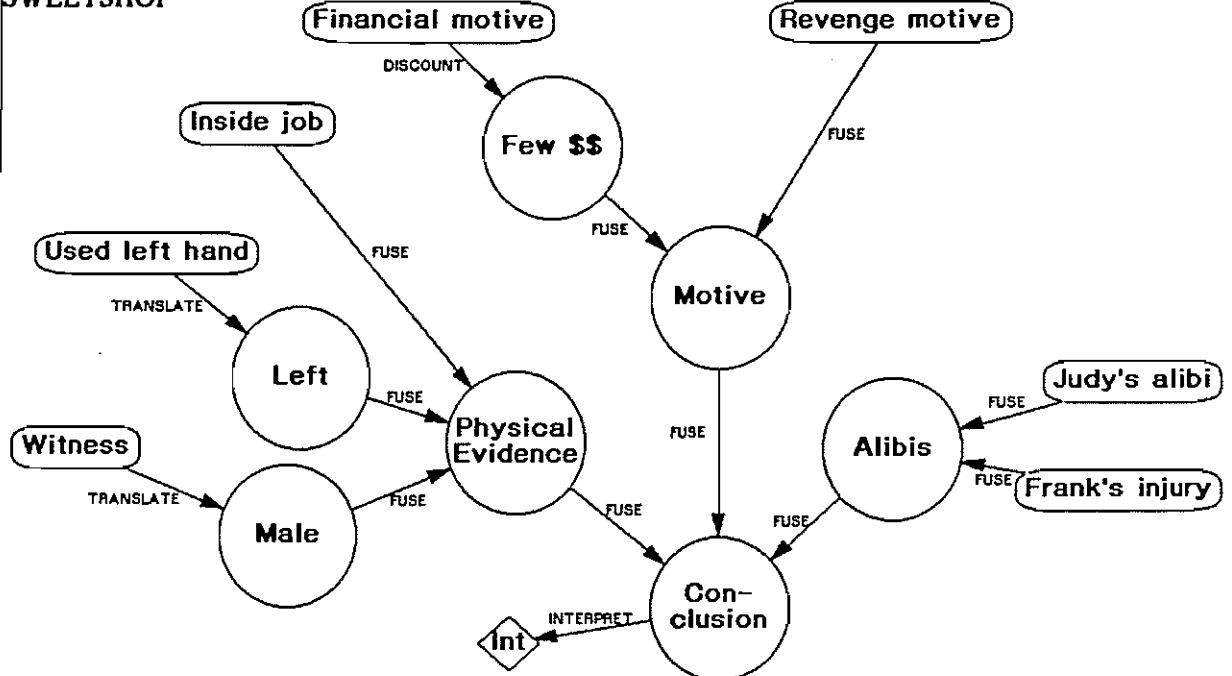 SWEETSHOP
Financial motive
Revenge motive
DISCOUNT
Inside job
Few $$
FUSE
FUSE
Used left hand
FUSE
TRANSLATE
Motive
Left
FUSE
Judy's alibi
FUSE
Witness
Physical
Evidence
FUSE
Alibis
TRANSLATE
FUSE
FUSE
Frank's injury
Male
FUSE
FUSE
Con-
clusion
INTERPRET
Int